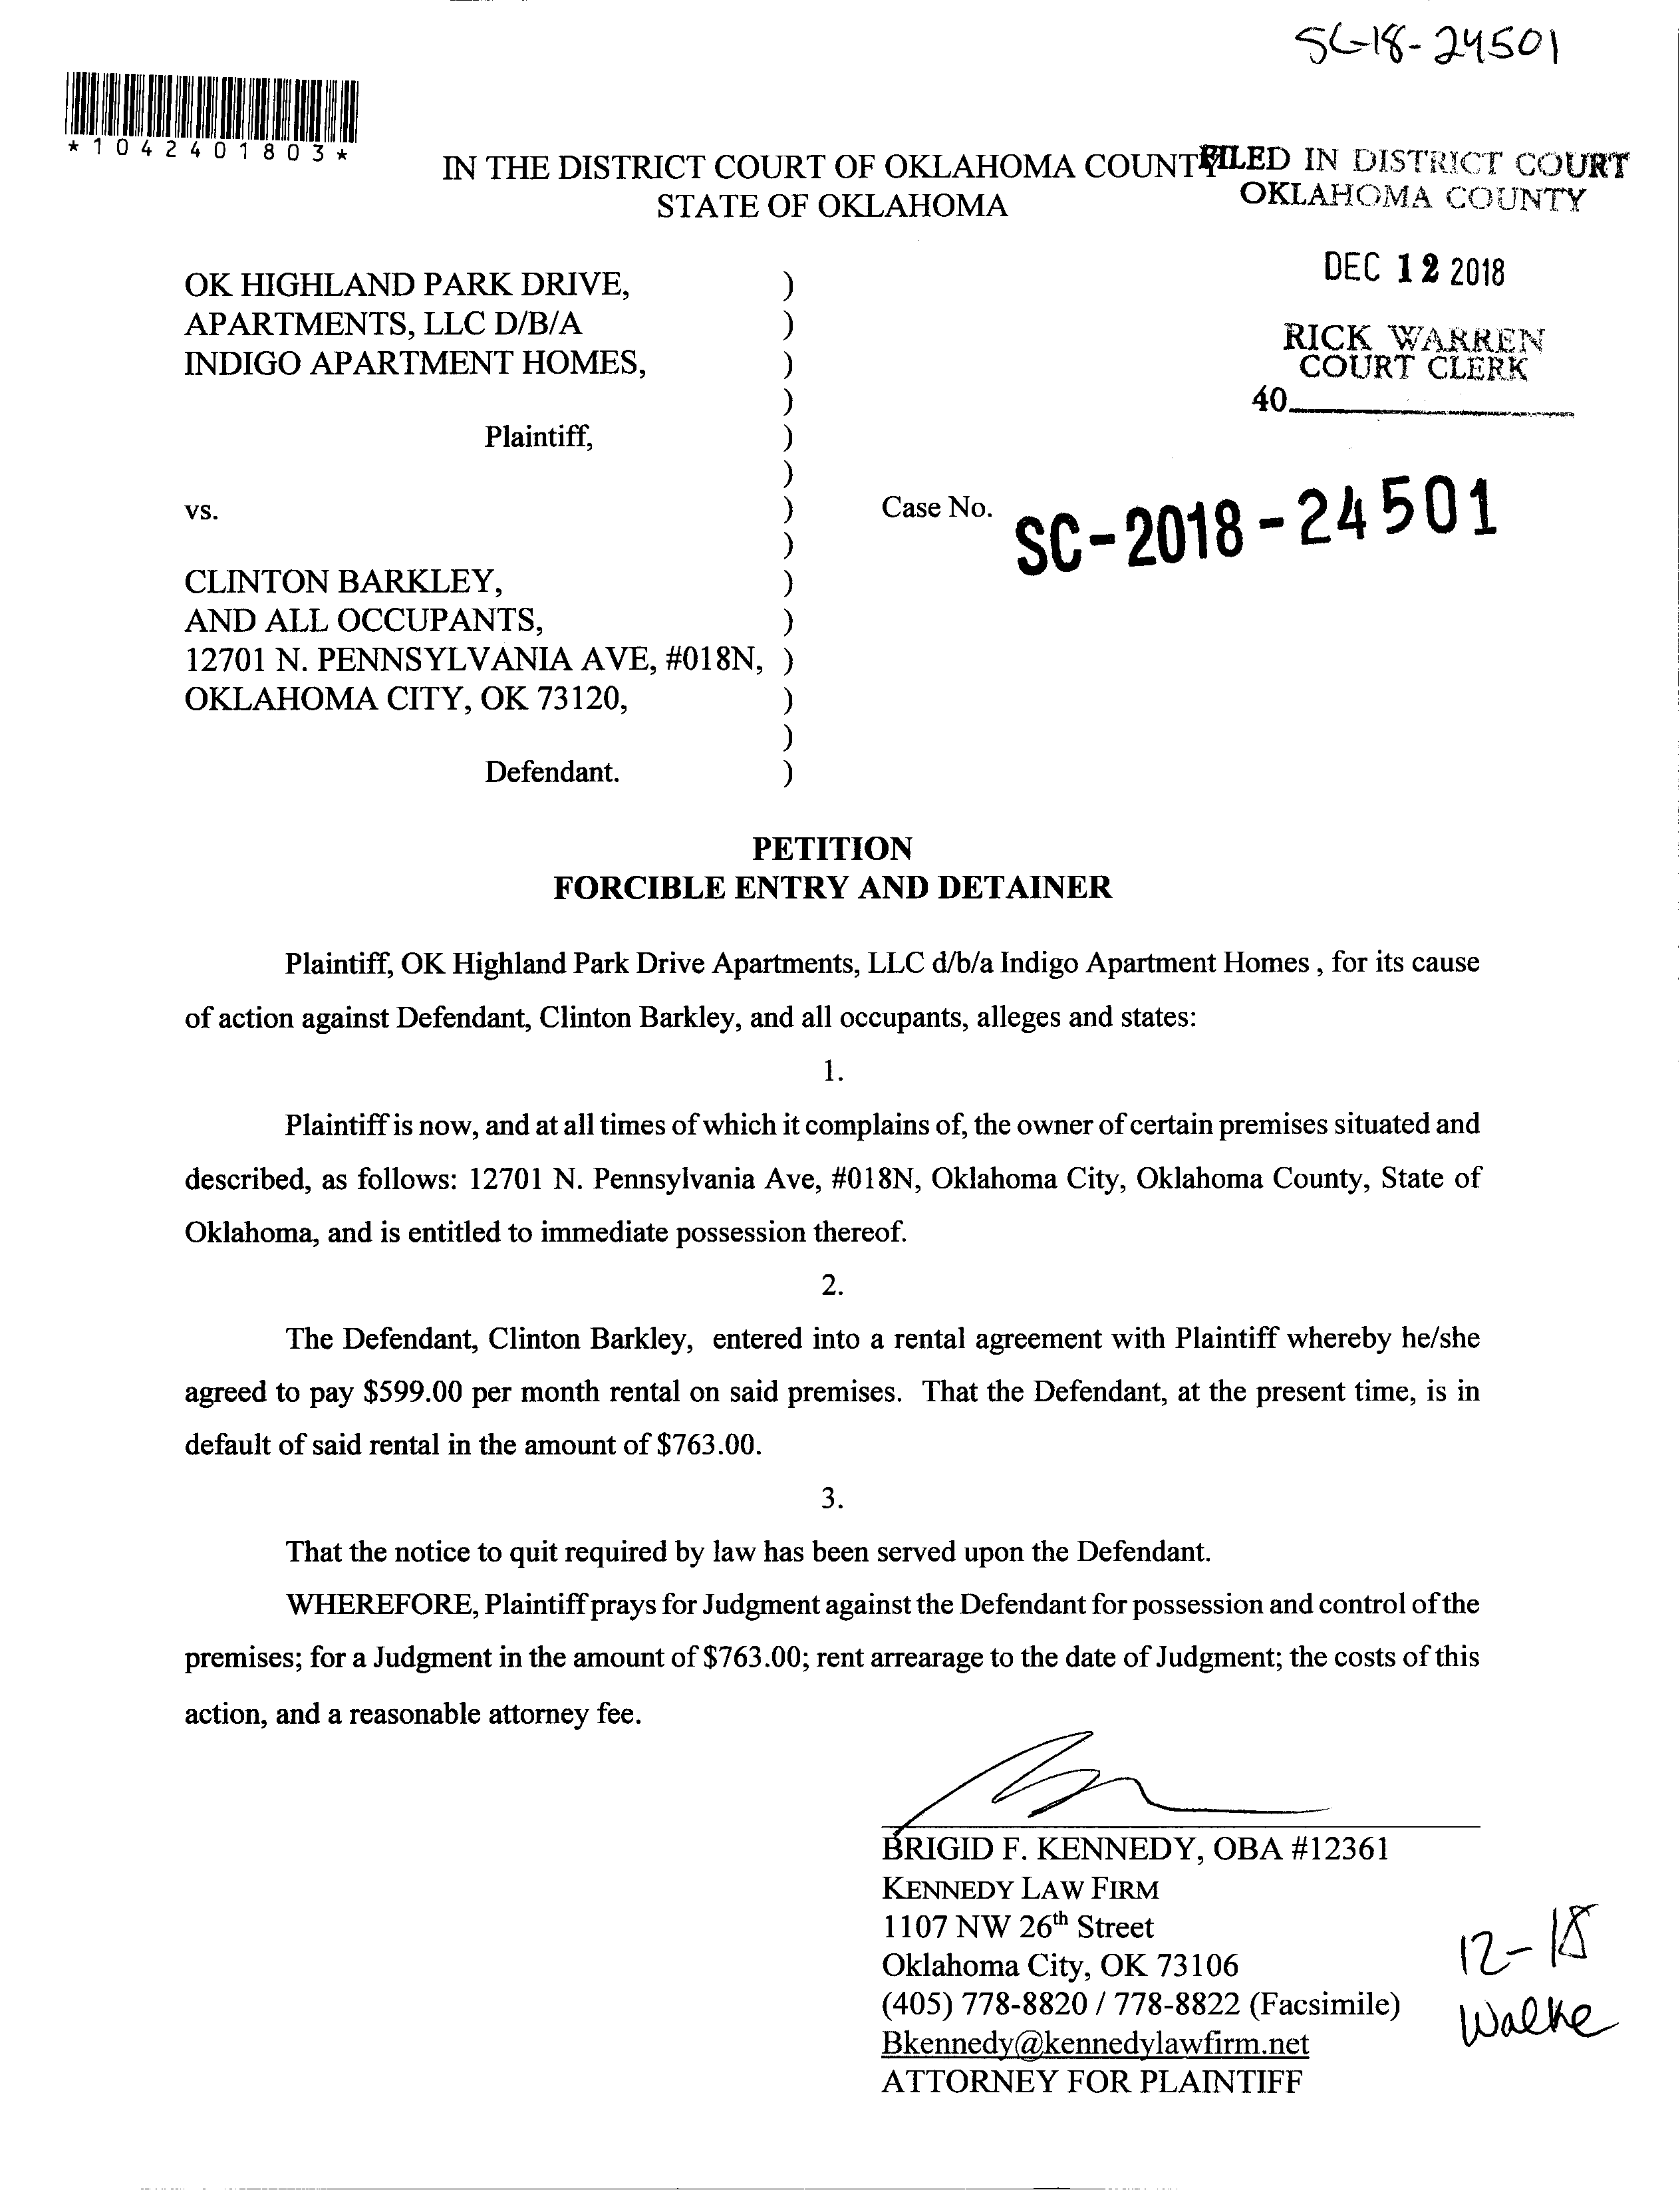 SC-18-24501
*1042401803*
IN THE DISTRICT COURT OF OKLAHOMA COUNTY
STATE OF OKLAHOMA
FILED IN DISTRICT COURT
OKLAHOMA COUNTY
DEC 12 2018
RICK WARREN
COURT CLERK
40
OK HIGHLAND PARK DRIVE, )
APARTMENTS, LLC D/B/A )
INDIGO APARTMENT HOMES, )
)
Plaintiff, )
)
vs. ) Case No. SC-2018-24501
)
CLINTON BARKLEY, )
AND ALL OCCUPANTS, )
12701 N. PENNSYLVANIA AVE, #018N, )
OKLAHOMA CITY, OK 73120, )
)
Defendant. )
PETITION
FORCIBLE ENTRY AND DETAINER
Plaintiff, OK Highland Park Drive Apartments, LLC d/b/a Indigo Apartment Homes , for its cause
of action against Defendant, Clinton Barkley, and all occupants, alleges and states:
1.
Plaintiff is now, and at all times of which it complains of, the owner of certain premises situated and
described, as follows: 12701 N. Pennsylvania Ave, #018N, Oklahoma City, Oklahoma County, State of
Oklahoma, and is entitled to immediate possession thereof.
2.
The Defendant, Clinton Barkley, entered into a rental agreement with Plaintiff whereby he/she
agreed to pay $599.00 per month rental on said premises. That the Defendant, at the present time, is in
default of said rental in the amount of $763.00.
3.
That the notice to quit required by law has been served upon the Defendant.
WHEREFORE, Plaintiff prays for Judgment against the Defendant for possession and control of the
premises; for a Judgment in the amount of $763.00; rent arrearage to the date of Judgment; the costs of this
action, and a reasonable attorney fee.
BRIGID F. KENNEDY, OBA #12361
KENNEDY LAW FIRM
1107 NW 26th Street
Oklahoma City, OK 73106
(405) 778-8820 / 778-8822 (Facsimile)
Bkennedy@kennedylawfirm.net
ATTORNEY FOR PLAINTIFF
12-18
Walke